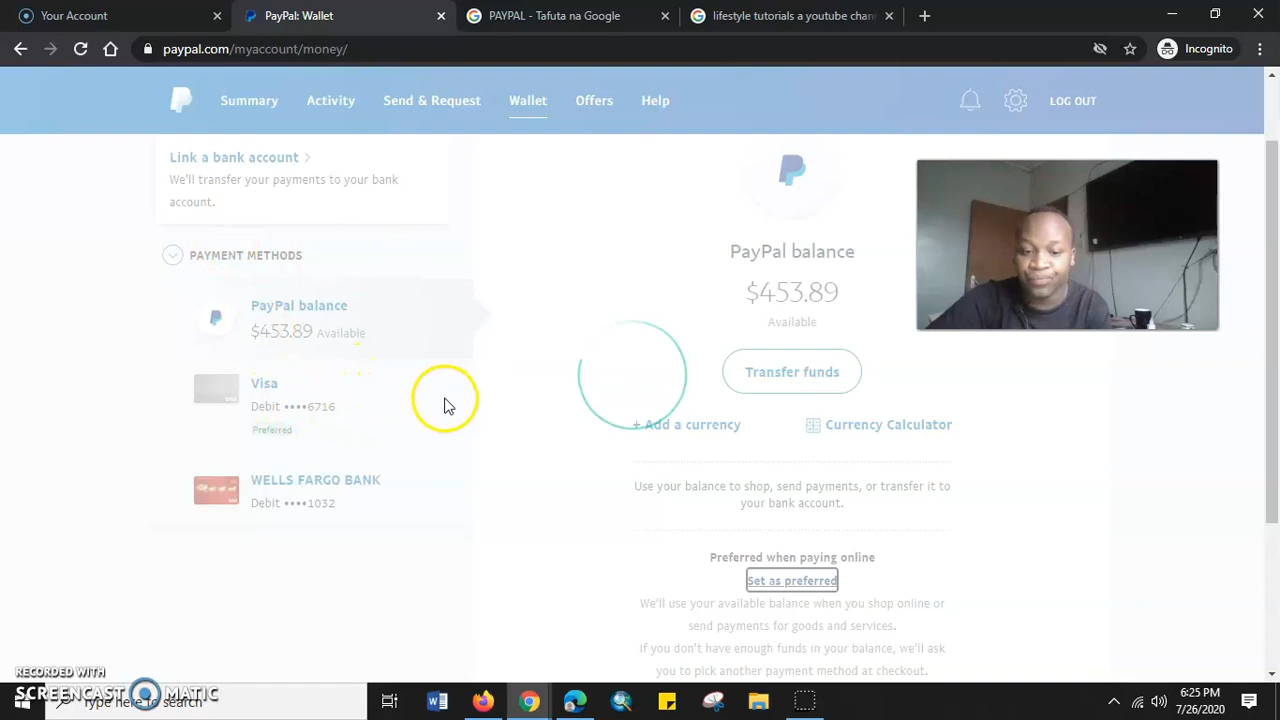 Your Account
PayPal: Wallet
PAYPAL - Tafuta na Google
lifestyle tutorials a youtube chan
paypal.com/myaccount/money/
Incognito
Summary
Activity
Send & Request
Wallet
Offers
Help
LOG OUT
Link a bank account
We'll transfer your payments to your bank
account.
PAYMENT METHODS
PayPal balance
$453.89 Available
Visa
Debit ••••6716
Preferred
WELLS FARGO BANK
Debit ••••1032
PayPal balance
$453.89
Available
Transfer funds
+ Add a currency
Currency Calculator
Use your balance to shop, send payments, or transfer it to
your bank account.
Preferred when paying online
Set as preferred
We'll use your available balance when you shop online or
send payments for goods and services.
If you don't have enough funds in your balance, we'll ask
you to pick another payment method at checkout.
RECORDED WITH
SCREENCAST MATIC
Type here to search
6:25 PM
7/26/2020